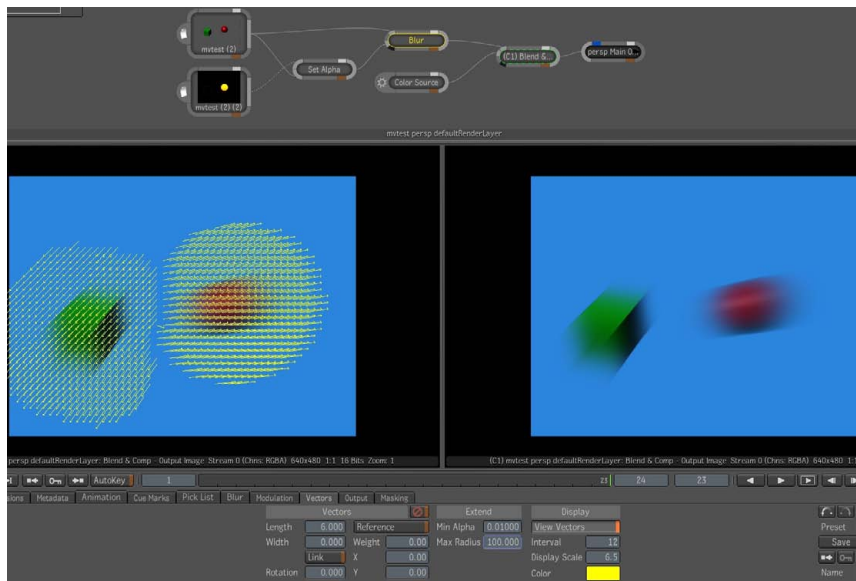 mvtest (2)
Blur
Set Alpha
(C1) Blend &...
persp Main O...
Color Source
mvtest (2) (2)
mvtest persp defaultRenderLayer
persp defaultRenderLayer: Blend & Comp - Output Image Stream 0 (Chns: RGBA) 640x480 1:1 16 Bits Zoom: 1
(C1) mvtest persp defaultRenderLayer: Blend & Comp - Output Image Stream 0 (Chns: RGBA) 640x480 1:1
AutoKey 1 23 24 23
sions Metadata Animation Cue Marks Pick List Blur Modulation Vectors Output Masking
Vectors Extend Display
Length 6.000 Reference Min Alpha 0.01000 View Vectors Preset
Width 0.000 Weight 0.00 Max Radius 100.000 Interval 12 Save
Link X 0.00 Display Scale 6.5
Rotation 0.000 Y 0.00 Color Name